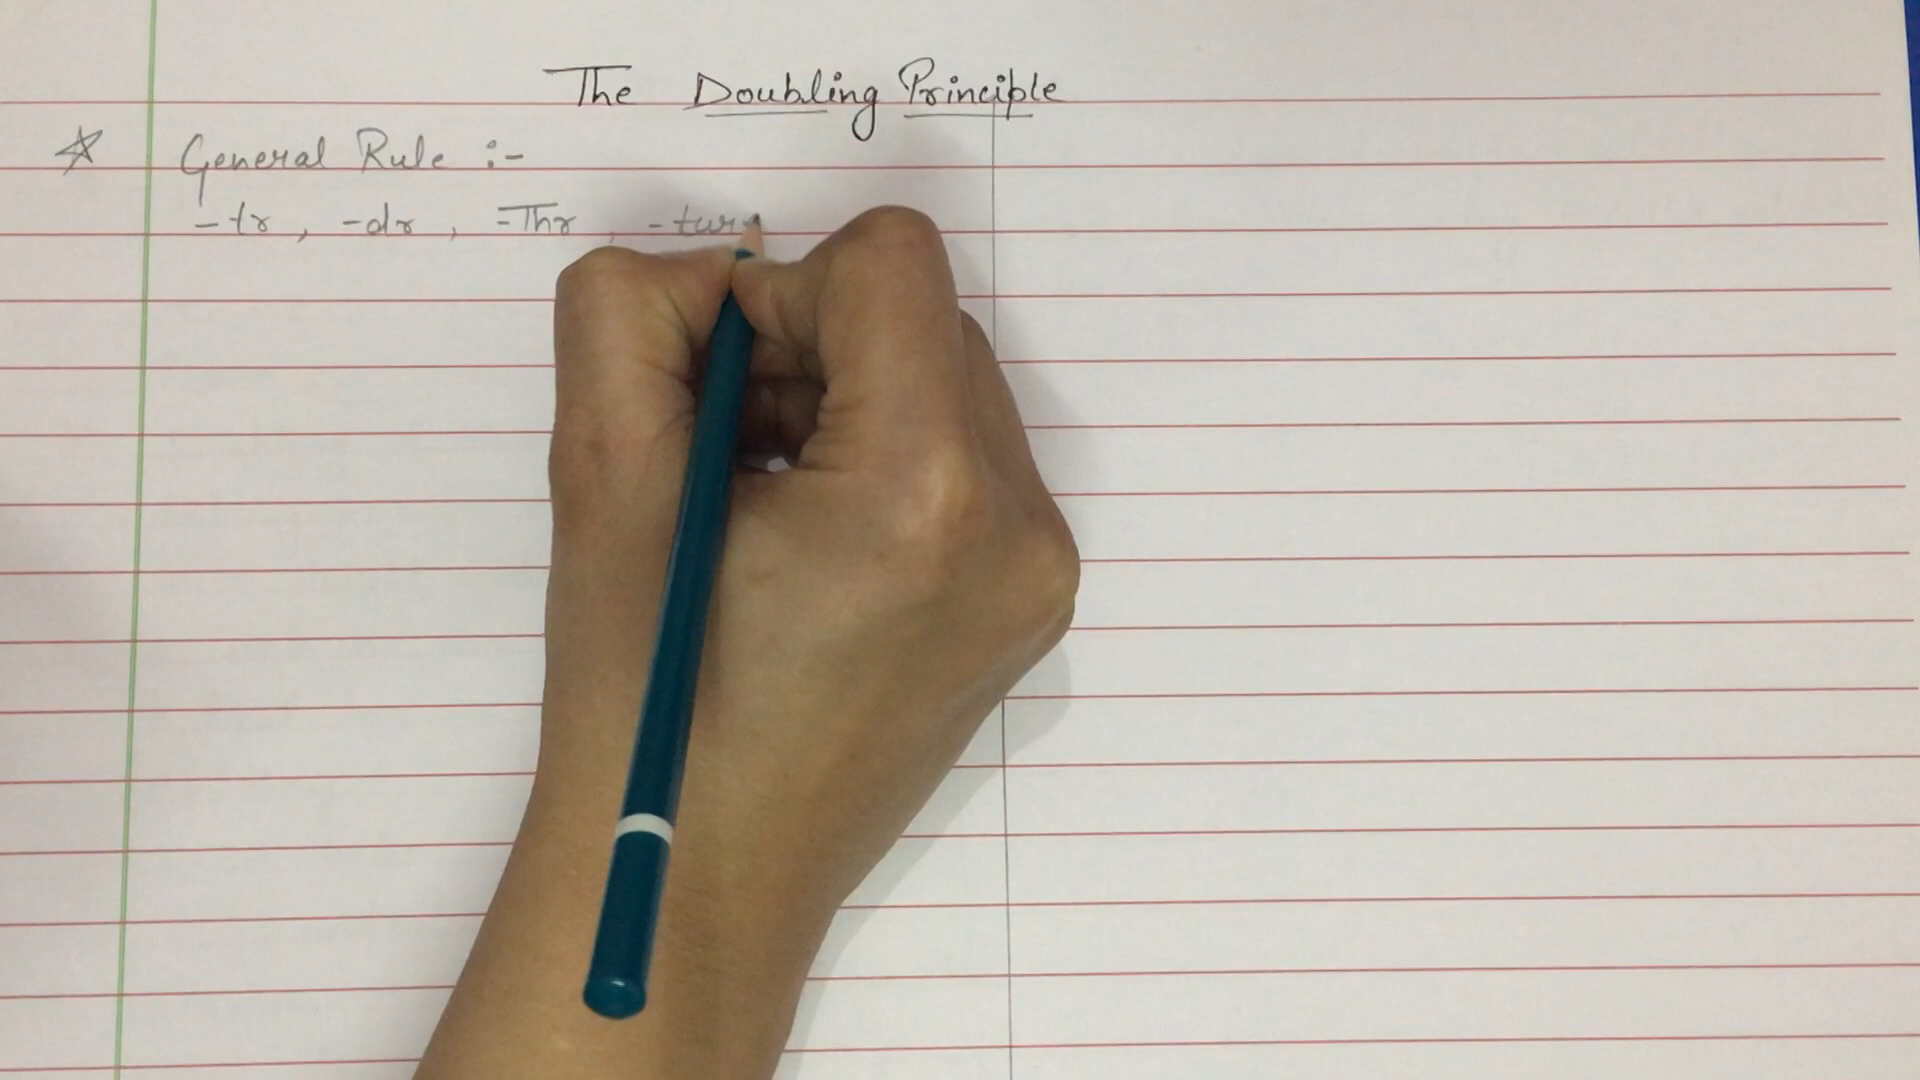 The Doubling Principle
☆ General Rule :-
-tr , -dr , =Thr , -tur